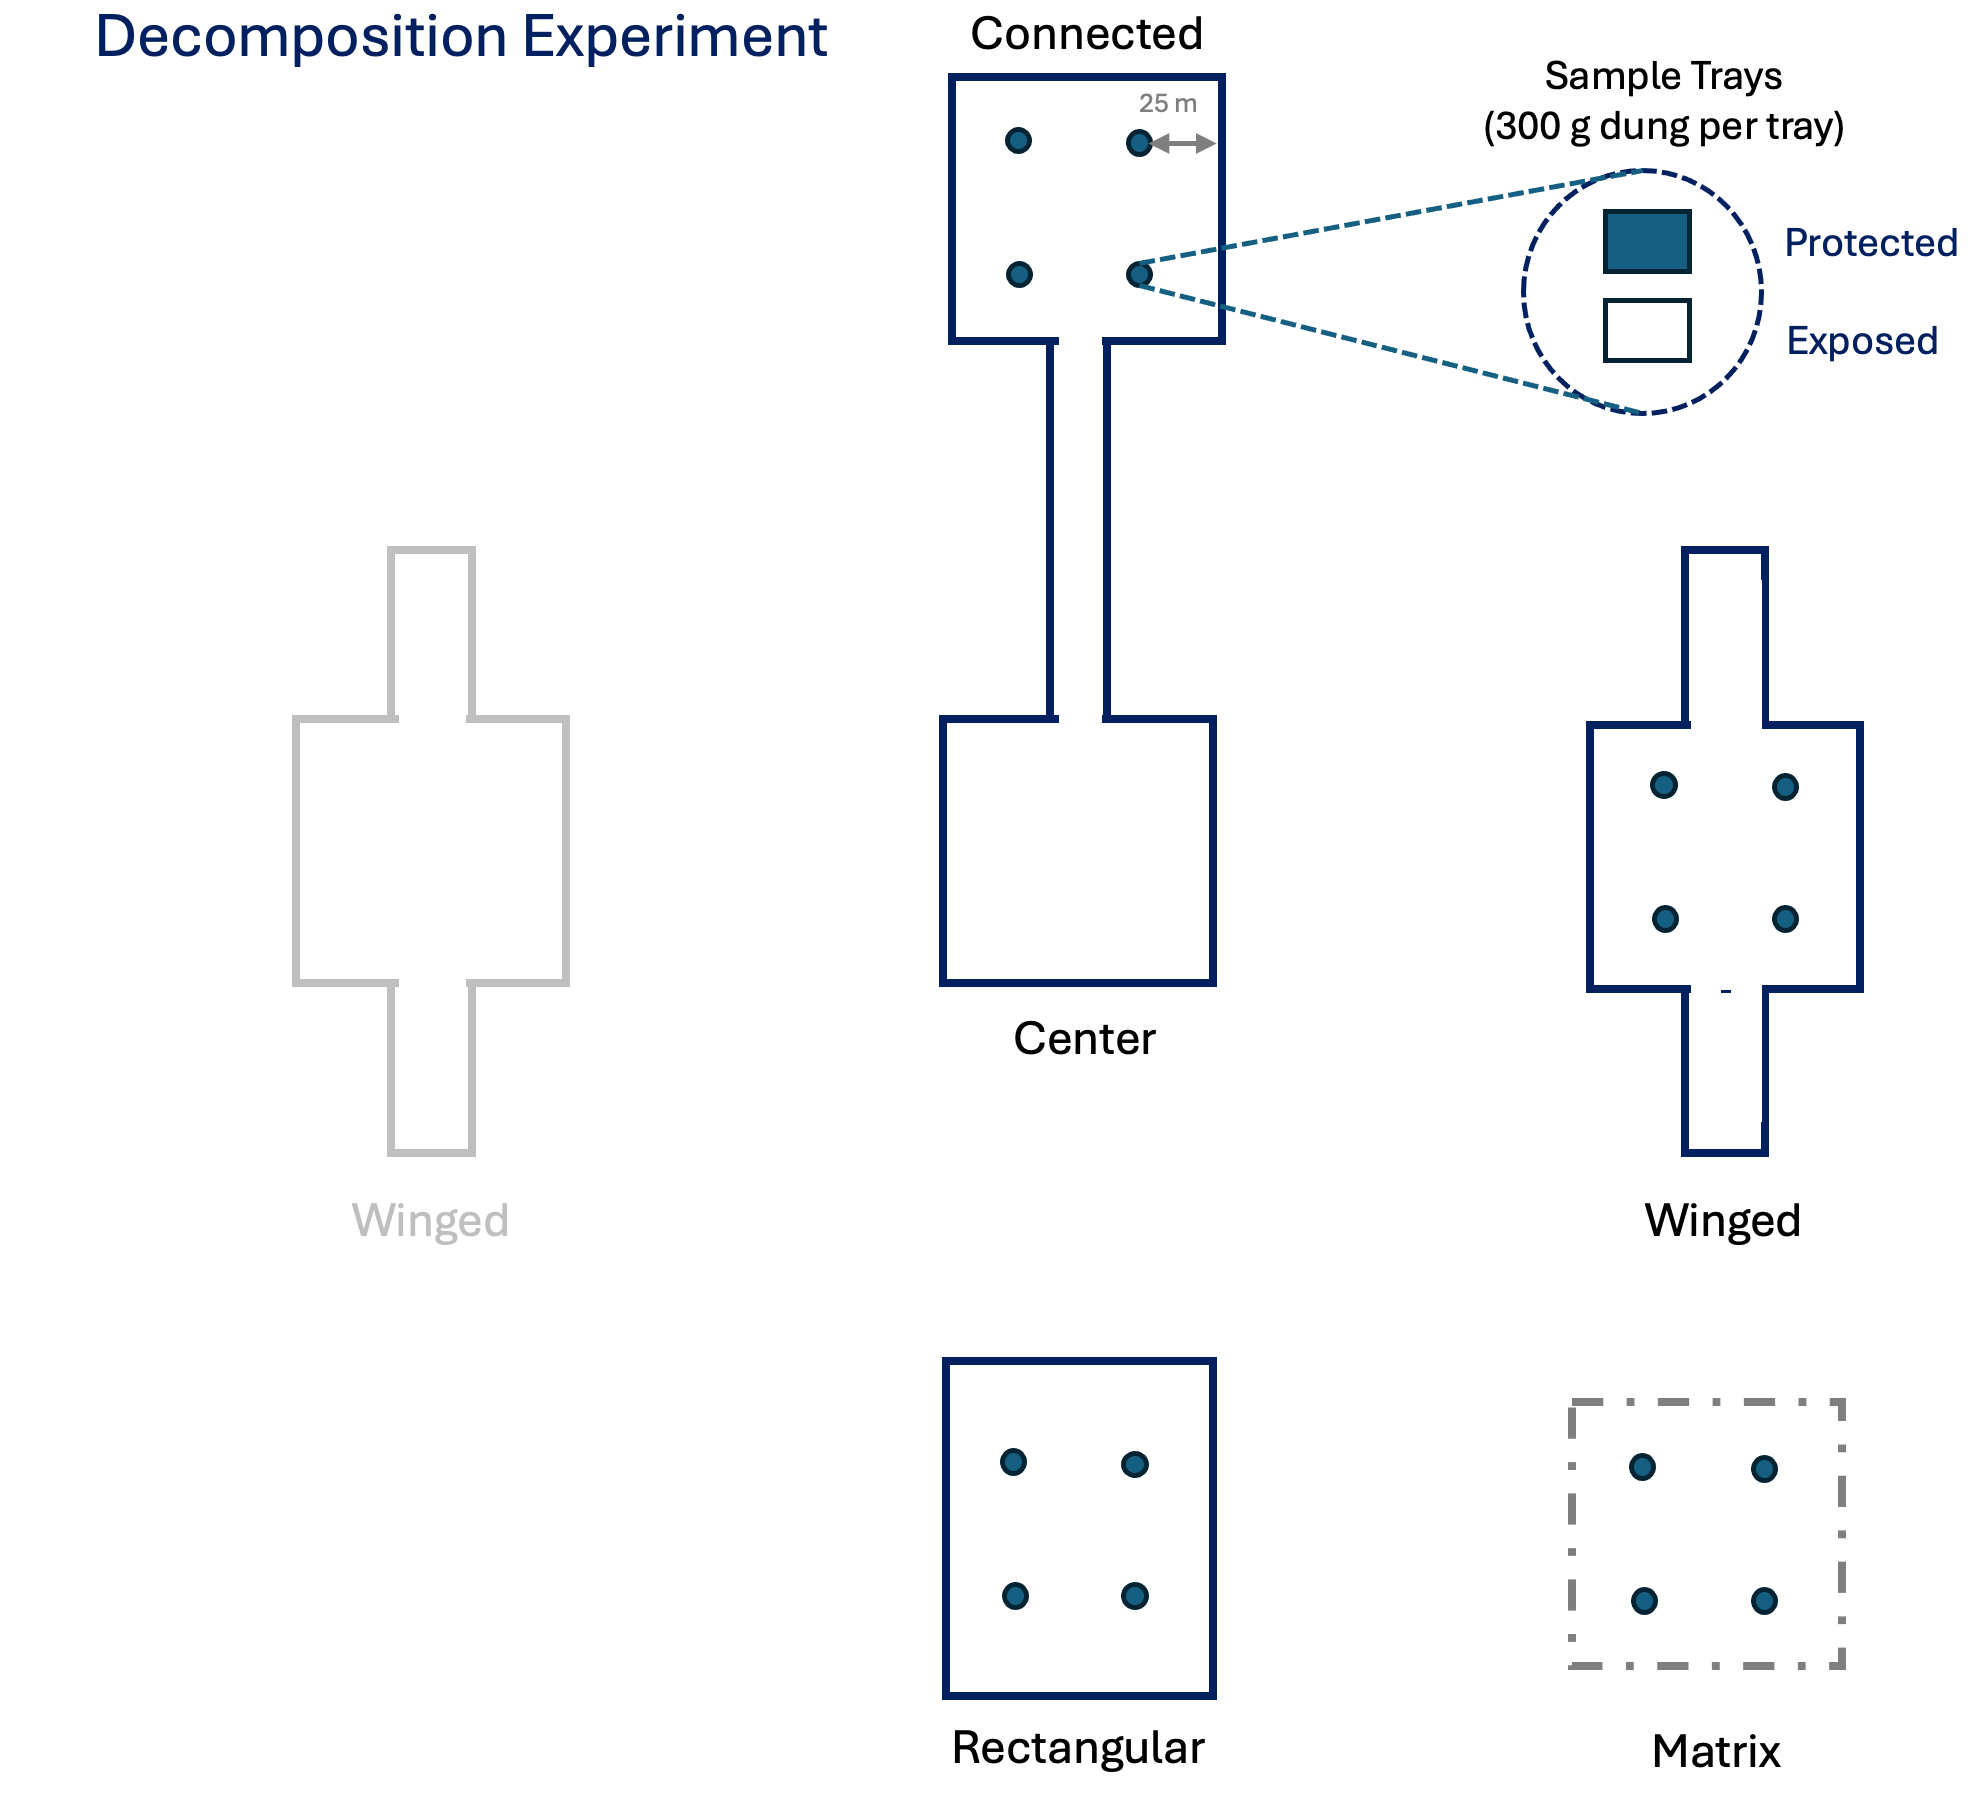 Decomposition Experiment
Connected
25 m
Sample Trays
(300 g dung per tray)
Protected
Exposed
Center
Winged
Winged
Rectangular
Matrix